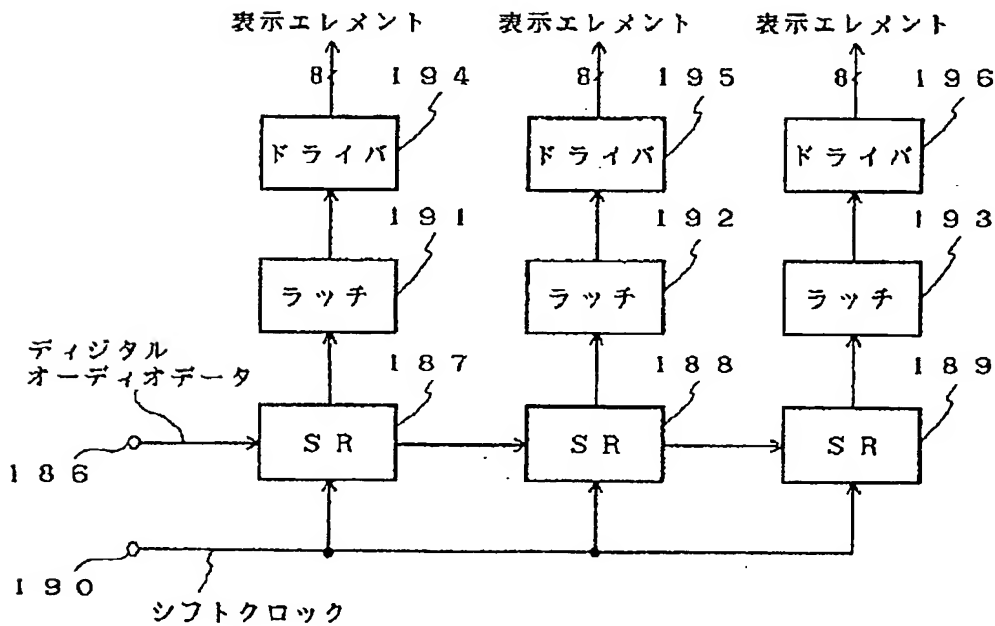 表示エレメント 表示エレメント 表示エレメント
8 194 8 195 8 196
ドライバ ドライバ ドライバ
191 192 193
ラッチ ラッチ ラッチ
ディジタル
オーディオデータ
187 188 189
SR SR SR
186
190
シフトクロック